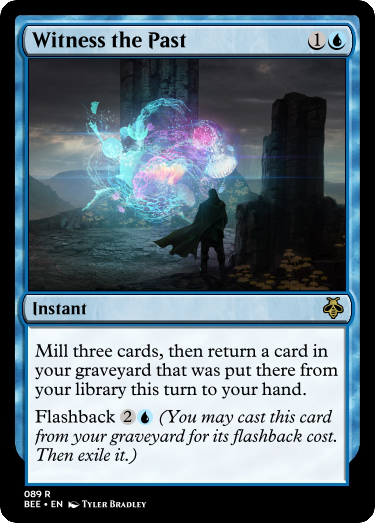 Witness the Past 1
Instant
Mill three cards, then return a card in
your graveyard that was put there from
your library this turn to your hand.
Flashback 2 (You may cast this card
from your graveyard for its flashback cost.
Then exile it.)
089 R
BEE • EN Tyler Bradley